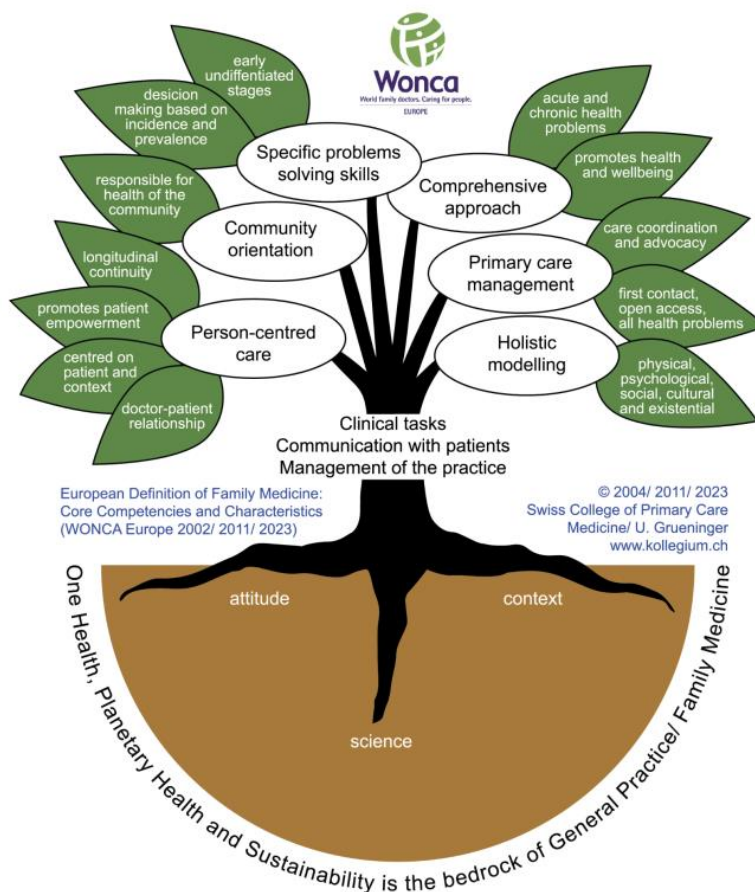 Wonca
World family doctors. Caring for people.
EUROPE
early
undiffentiated
stages
desicion
making based on
incidence and
prevalence
responsible for
health of the
community
longitudinal
continuity
promotes patient
empowerment
centred on
patient and
context
doctor-patient
relationship
Specific problems
solving skills
Community
orientation
Person-centred
care
Comprehensive
approach
Primary care
management
Holistic
modelling
acute and
chronic health
problems
promotes health
and wellbeing
care coordination
and advocacy
first contact,
open access,
all health problems
physical,
psychological,
social, cultural
and existential
Clinical tasks
Communication with patients
Management of the practice
European Definition of Family Medicine:
Core Competencies and Characteristics
(WONCA Europe 2002/ 2011/ 2023)
© 2004/ 2011/ 2023
Swiss College of Primary Care
Medicine/ U. Grueninger
www.kollegium.ch
attitude
context
science
One Health, Planetary Health and Sustainability is the bedrock of General Practice/ Family Medicine